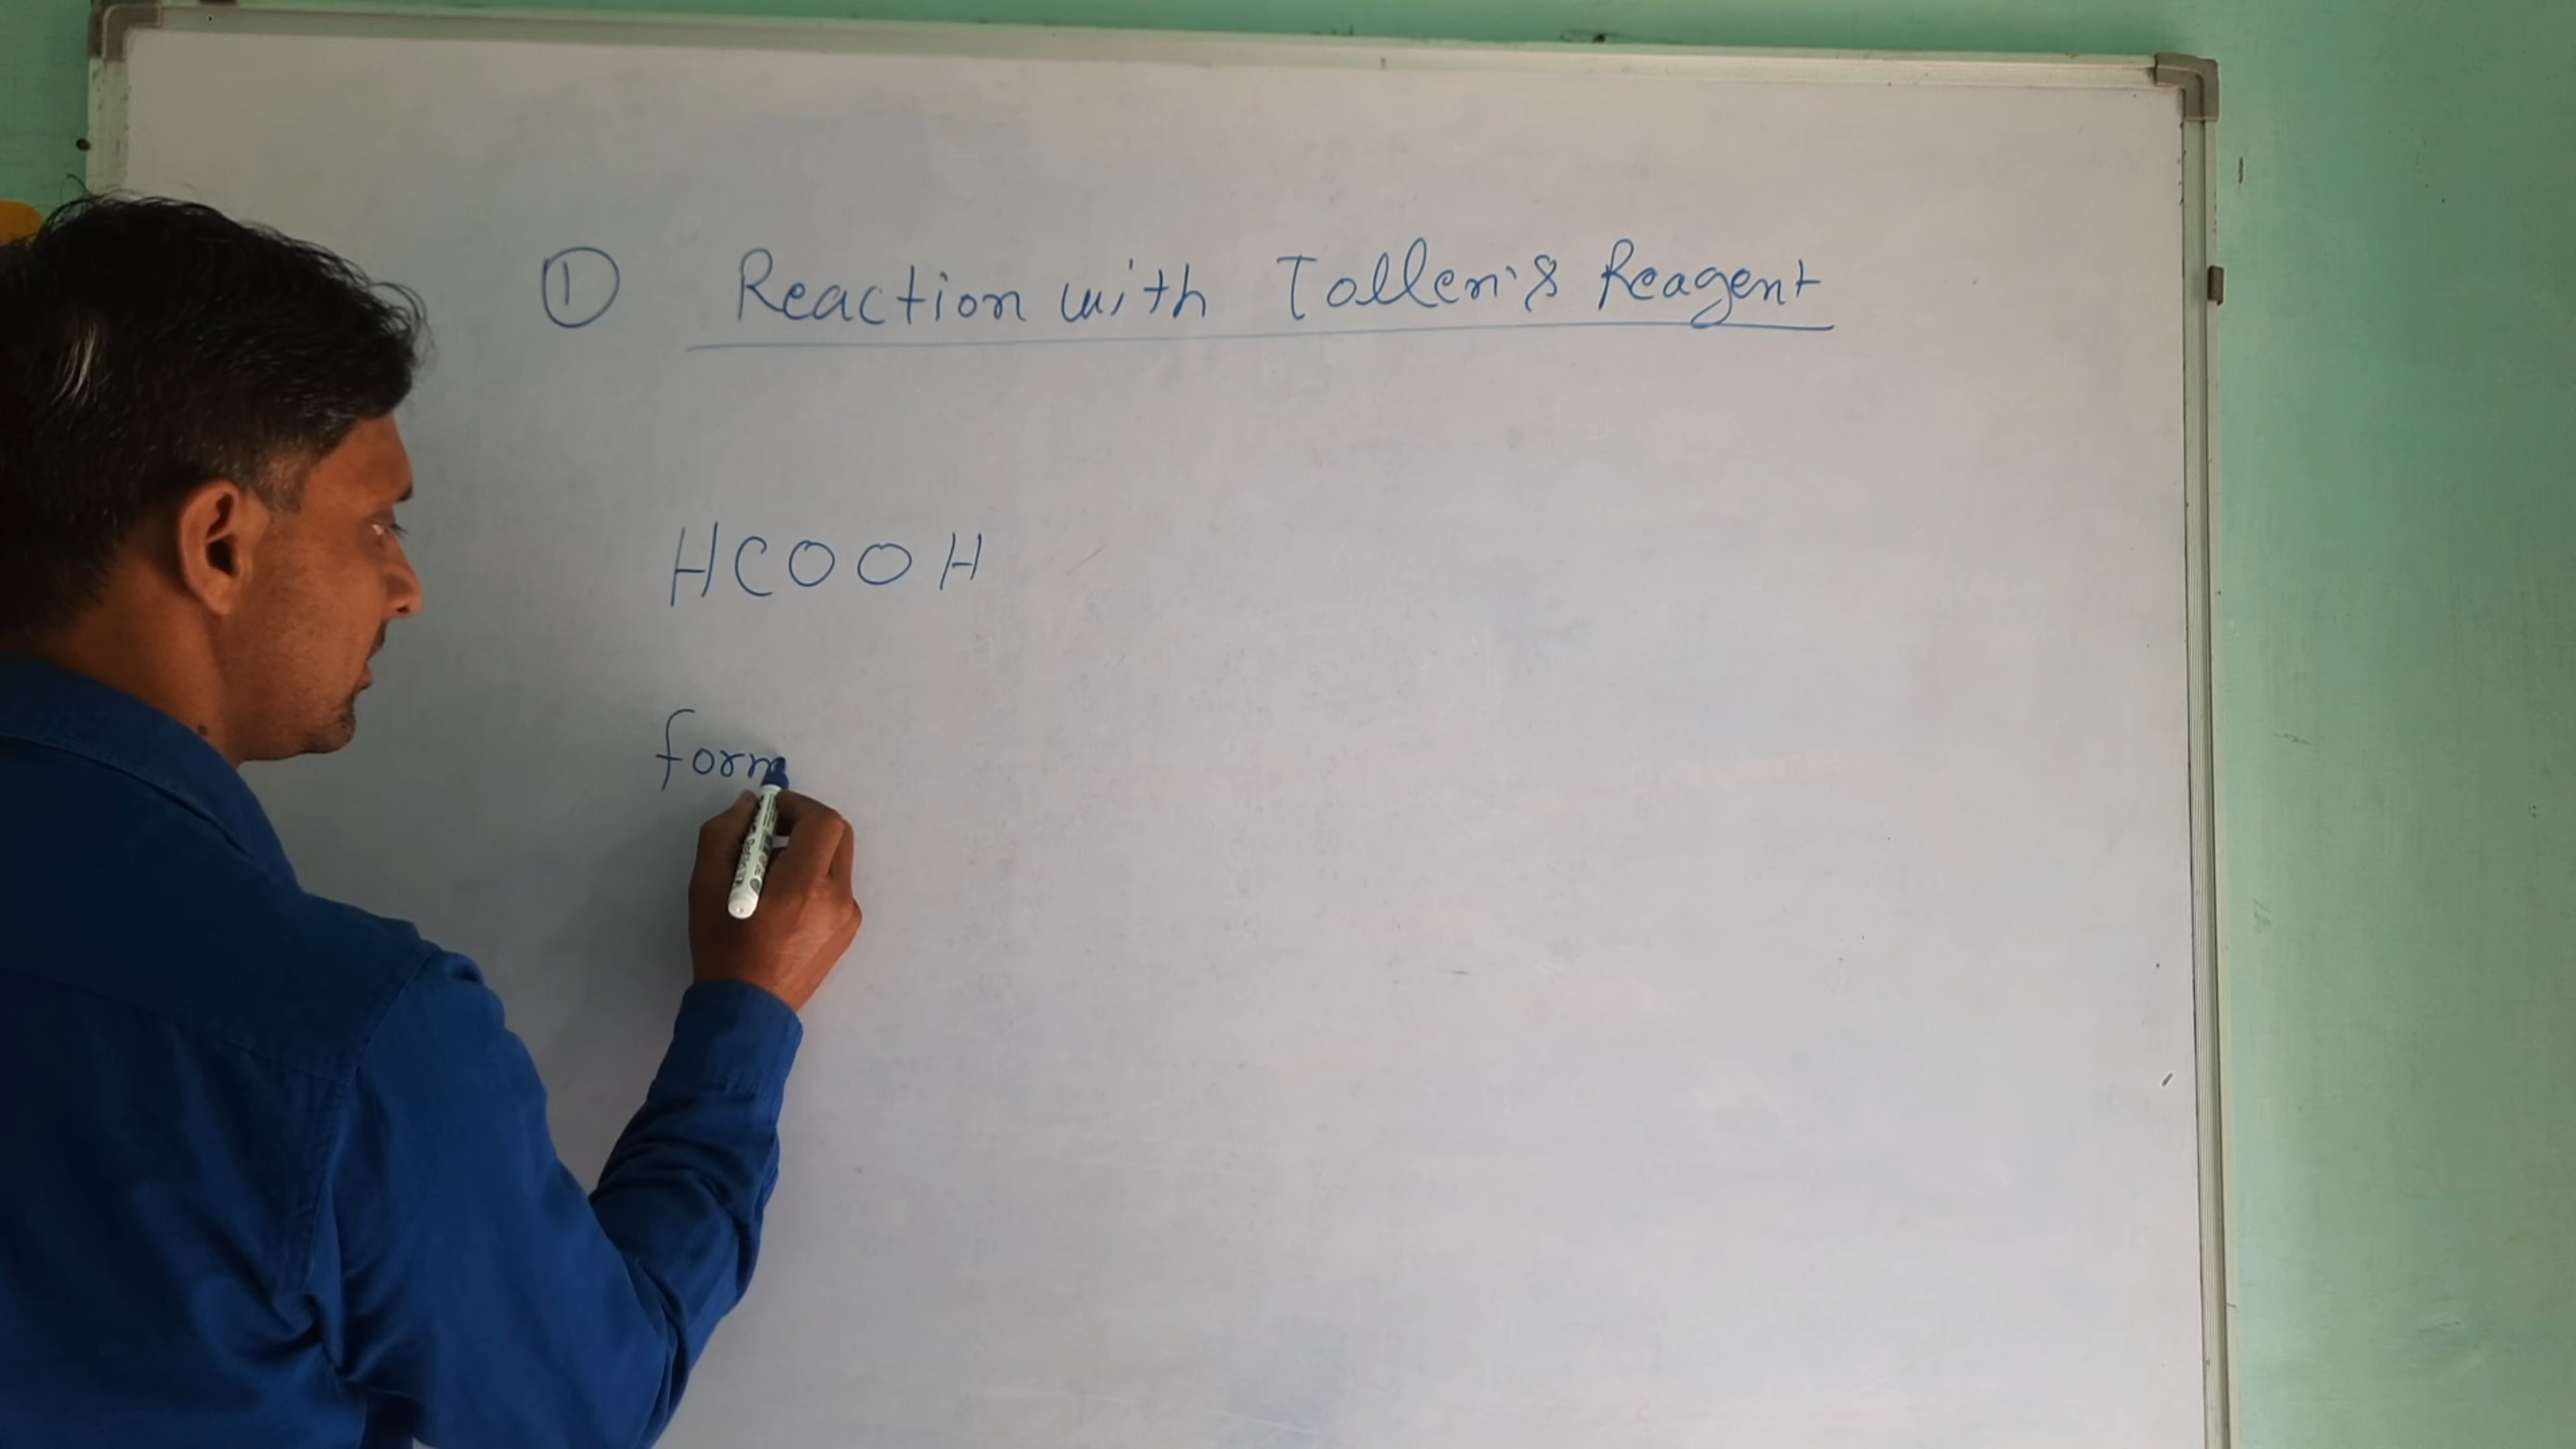 ① Reaction with Tollen's Reagent
HCOOH
form